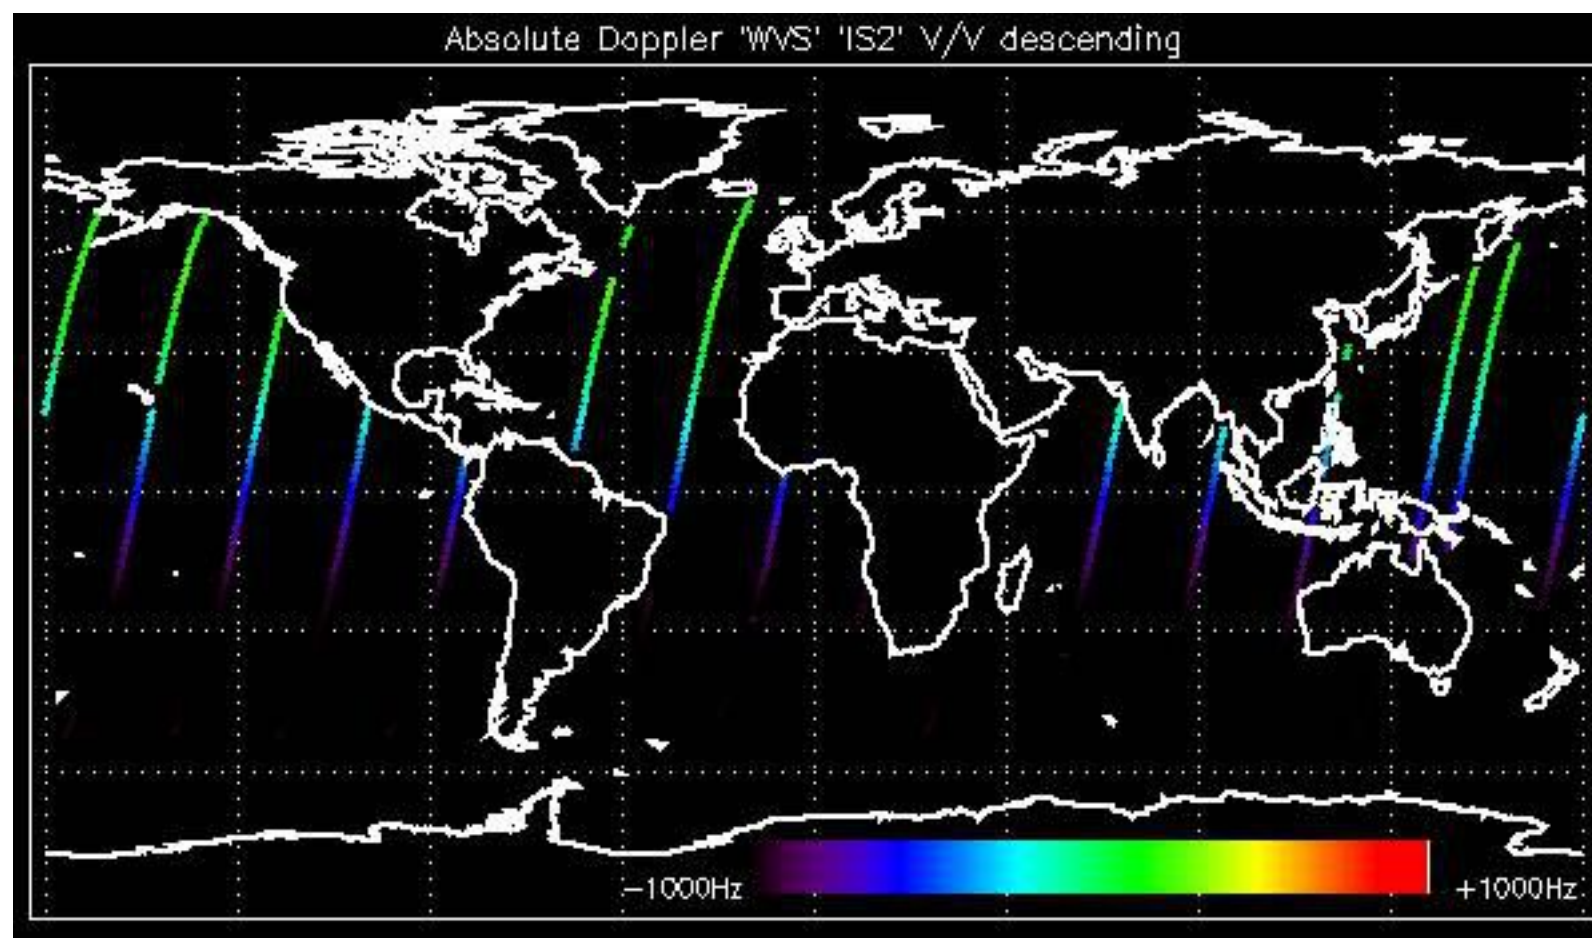 Absolute Doppler 'WVS' 'IS2' V/V descending
-1000Hz
+1000Hz